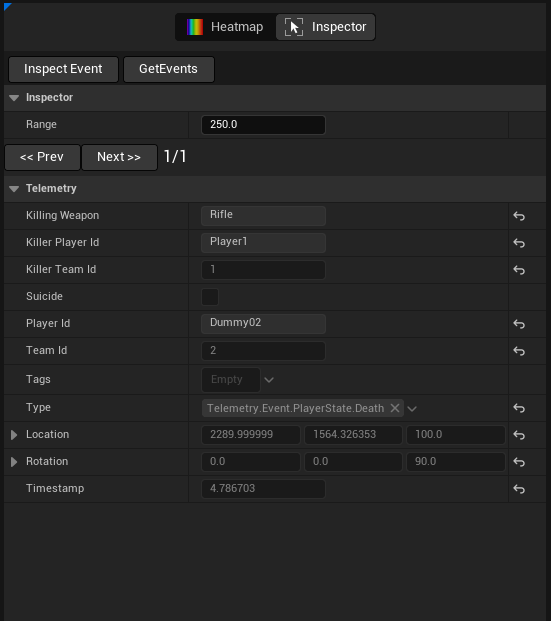 Heatmap Inspector
Inspect Event GetEvents
Inspector
Range 250.0
<< Prev Next >> 1/1
Telemetry
Killing Weapon Rifle
Killer Player Id Player1
Killer Team Id 1
Suicide
Player Id Dummy02
Team Id 2
Tags Empty
Type Telemetry.Event.PlayerState.Death
Location 2289.999999 1564.326353 100.0
Rotation 0.0 0.0 90.0
Timestamp 4.786703